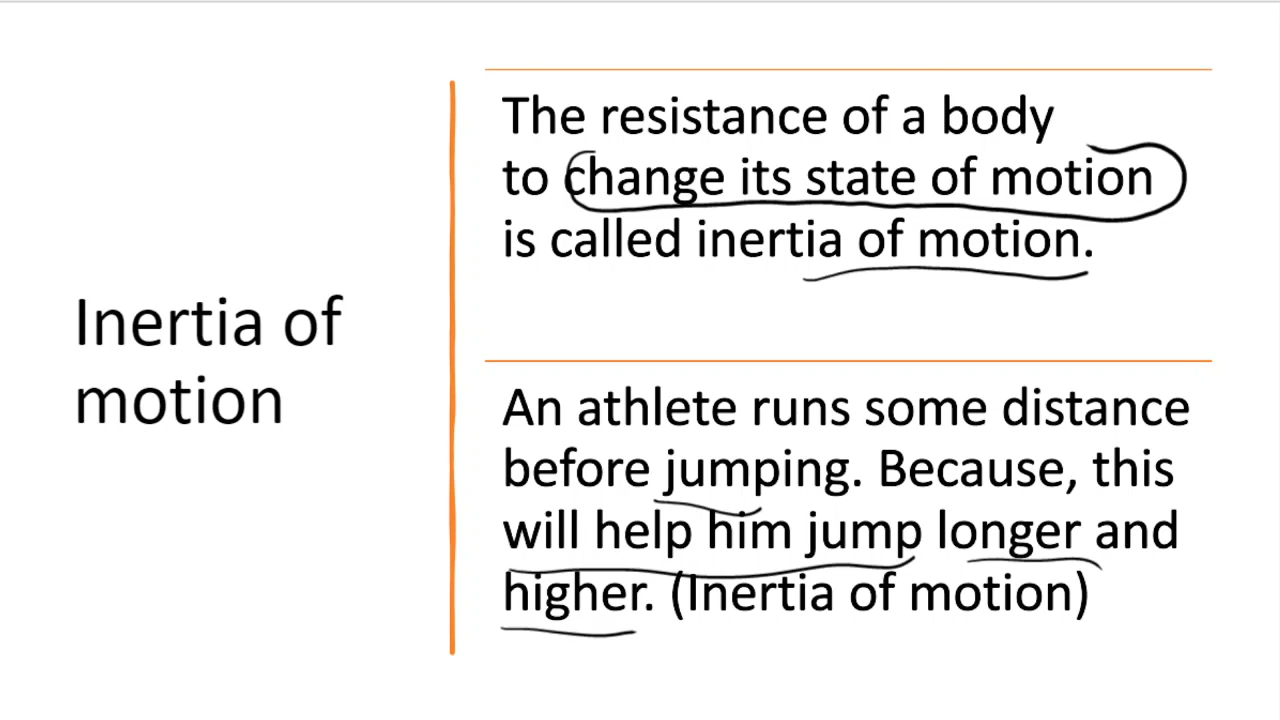 Inertia of
motion
The resistance of a body
to change its state of motion
is called inertia of motion.
An athlete runs some distance
before jumping. Because, this
will help him jump longer and
higher. (Inertia of motion)